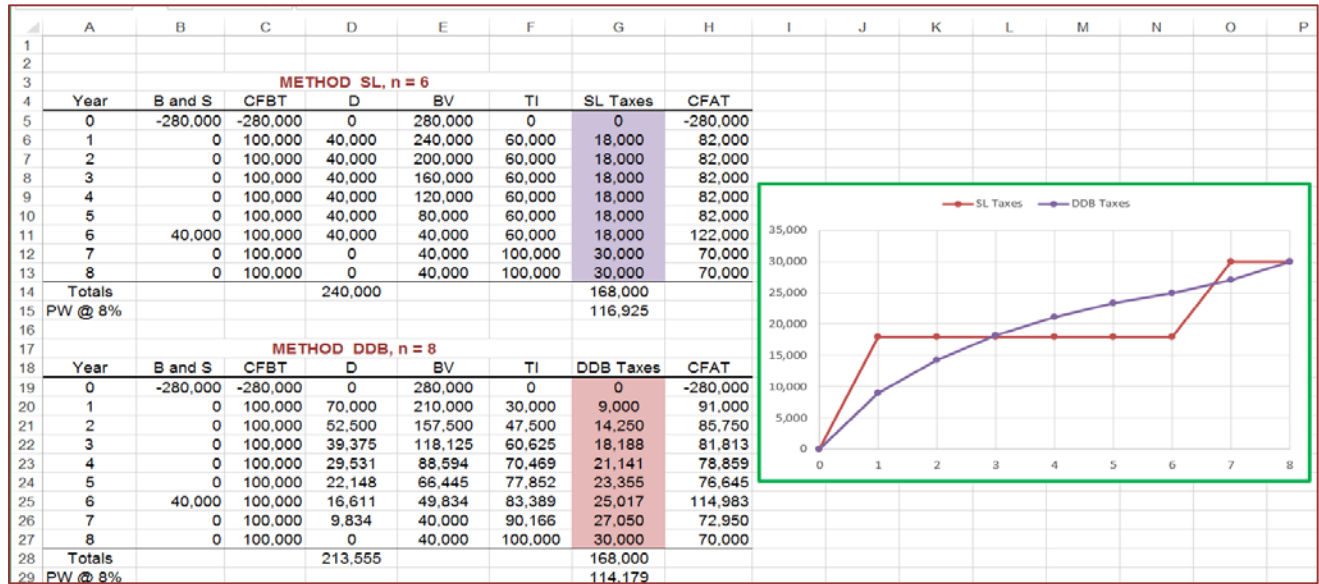 A B C D E F G H I J K L M N O P
1
2
3 METHOD SL, n = 6
4 Year B and S CFBT D BV TI SL Taxes CFAT
5 0 -280,000 -280,000 0 280,000 0 0 -280,000
6 1 0 100,000 40,000 240,000 60,000 18,000 82,000
7 2 0 100,000 40,000 200,000 60,000 18,000 82,000
8 3 0 100,000 40,000 160,000 60,000 18,000 82,000
9 4 0 100,000 40,000 120,000 60,000 18,000 82,000
10 5 0 100,000 40,000 80,000 60,000 18,000 82,000
11 6 40,000 100,000 40,000 40,000 60,000 18,000 122,000
12 7 0 100,000 0 40,000 100,000 30,000 70,000
13 8 0 100,000 0 40,000 100,000 30,000 70,000
14 Totals 240,000 168,000
15 PW @ 8% 116,925
16
17 METHOD DDB, n = 8
18 Year B and S CFBT D BV TI DDB Taxes CFAT
19 0 -280,000 -280,000 0 280,000 0 0 -280,000
20 1 0 100,000 70,000 210,000 30,000 9,000 91,000
21 2 0 100,000 52,500 157,500 47,500 14,250 85,750
22 3 0 100,000 39,375 118,125 60,625 18,188 81,813
23 4 0 100,000 29,531 88,594 70,469 21,141 78,859
24 5 0 100,000 22,148 66,445 77,852 23,355 76,645
25 6 40,000 100,000 16,611 49,834 83,389 25,017 114,983
26 7 0 100,000 9,834 40,000 90,166 27,050 72,950
27 8 0 100,000 0 40,000 100,000 30,000 70,000
28 Totals 213,555 168,000
29 PW @ 8% 114,179
SL Taxes DDB Taxes
35,000
30,000
25,000
20,000
15,000
10,000
5,000
0
0 1 2 3 4 5 6 7 8